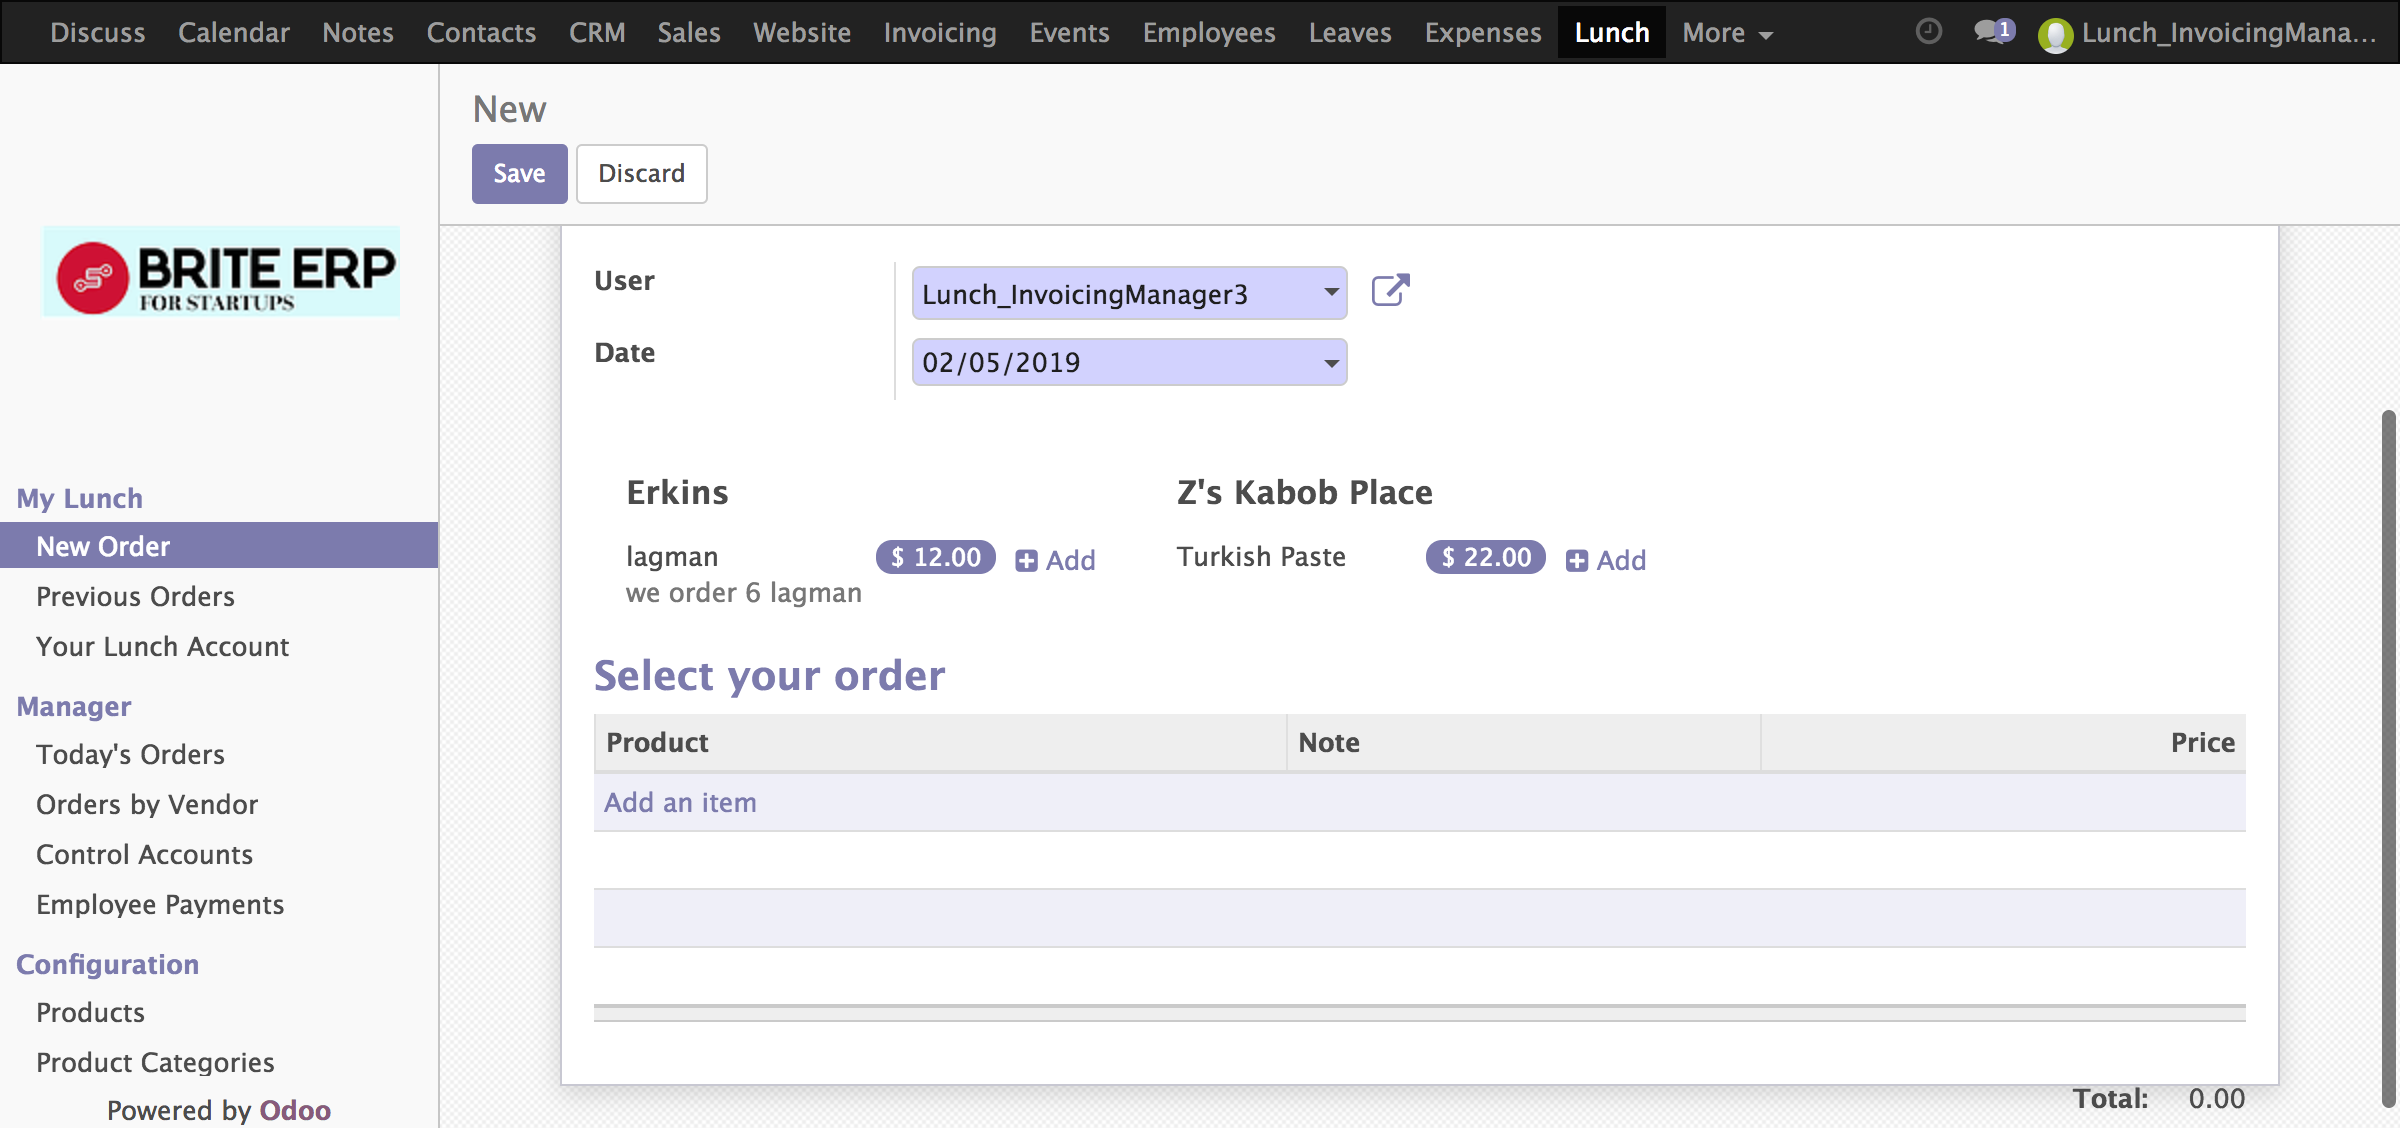 Discuss Calendar Notes Contacts CRM Sales Website Invoicing Events Employees Leaves Expenses Lunch More 1 Lunch_InvoicingMana...
New
Save Discard
BRITE ERP
FOR STARTUPS
My Lunch
New Order
Previous Orders
Your Lunch Account
Manager
Today's Orders
Orders by Vendor
Control Accounts
Employee Payments
Configuration
Products
Product Categories
Powered by Odoo
User Lunch_InvoicingManager3
Date 02/05/2019
Erkins
lagman $ 12.00 Add
we order 6 lagman
Z's Kabob Place
Turkish Paste $ 22.00 Add
Select your order
Product Note Price
Add an item
Total: 0.00